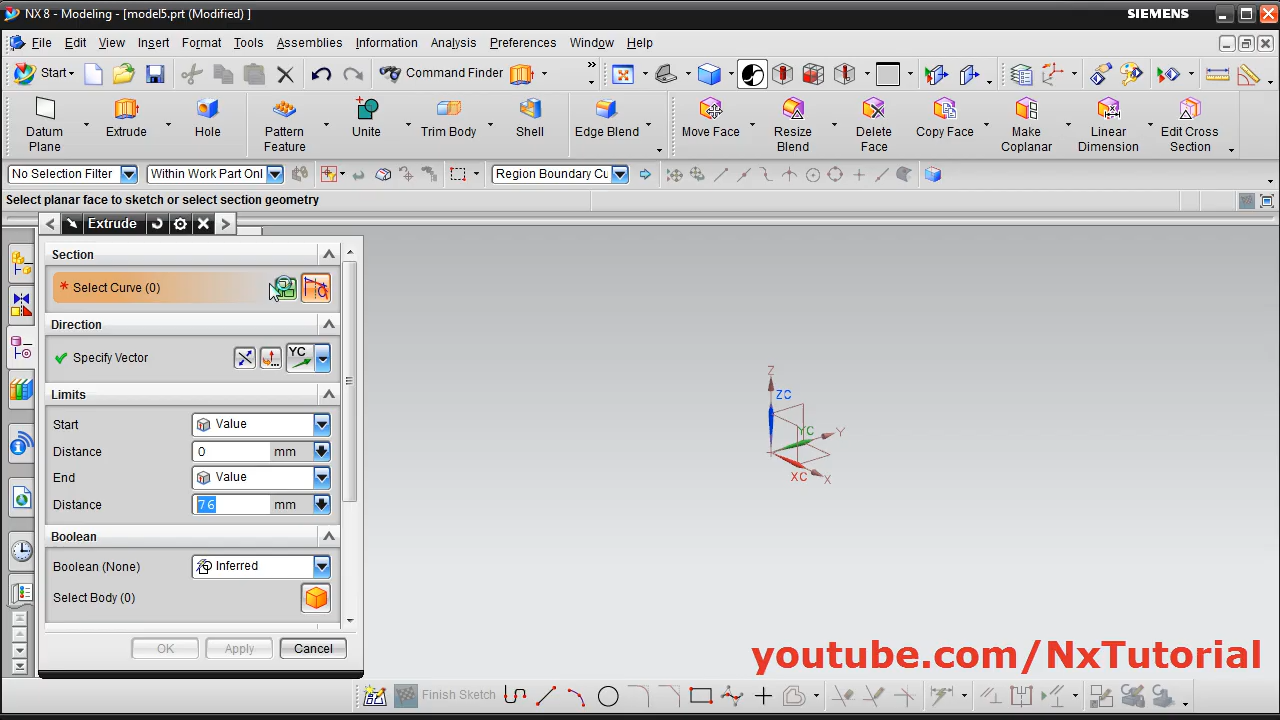 NX 8 - Modeling - [model5.prt (Modified) ]
SIEMENS
File Edit View Insert Format Tools Assemblies Information Analysis Preferences Window Help
Start Command Finder
Datum Plane Extrude Hole Pattern Feature Unite Trim Body Shell Edge Blend Move Face Resize Blend Delete Face Copy Face Make Coplanar Linear Dimension Edit Cross Section
No Selection Filter Within Work Part Onl Region Boundary Cu
Select planar face to sketch or select section geometry
Extrude
Section
* Select Curve (0)
Direction
Specify Vector YC
Limits
Start Value
Distance 0 mm
End Value
Distance 76 mm
Boolean
Boolean (None) Inferred
Select Body (0)
OK Apply Cancel
Z
ZC
YC
Y
XC
X
youtube.com/NxTutorial
Finish Sketch